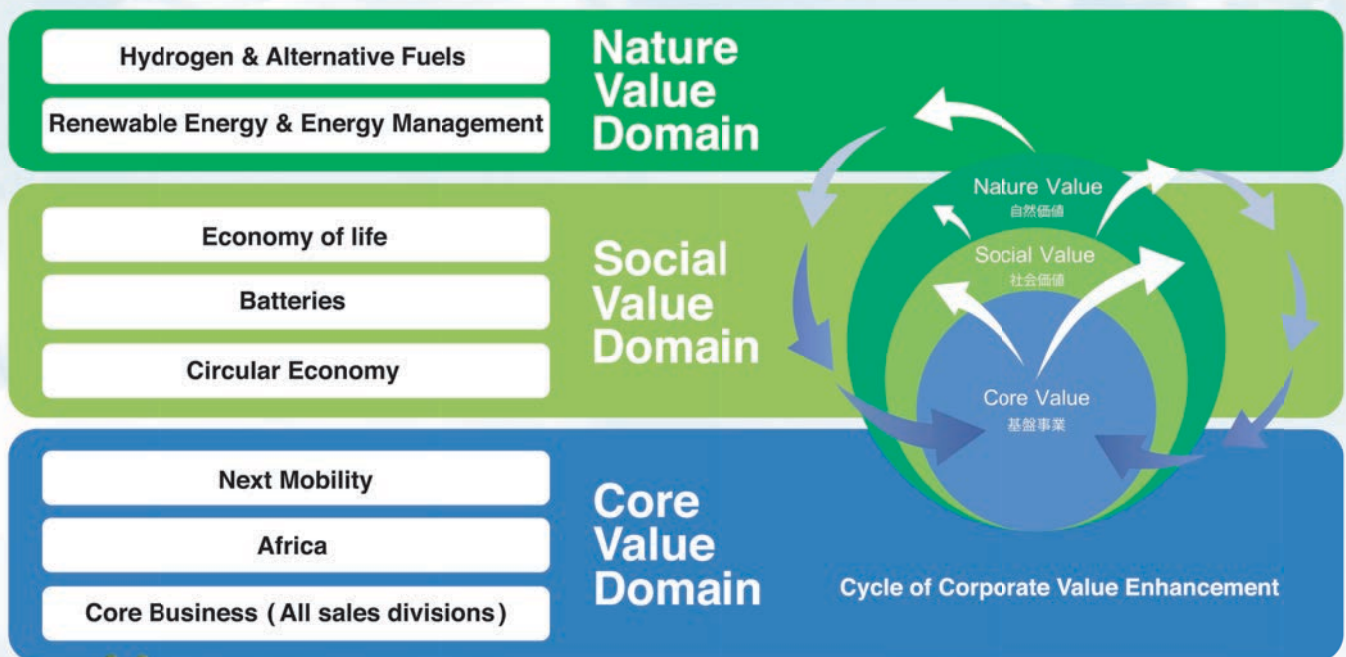 Hydrogen & Alternative Fuels
Renewable Energy & Energy Management
Nature
Value
Domain
Economy of life
Batteries
Circular Economy
Social
Value
Domain
Next Mobility
Africa
Core Business ( All sales divisions )
Core
Value
Domain
Nature Value
自然価値
Social Value
社会価値
Core Value
基盤事業
Cycle of Corporate Value Enhancement